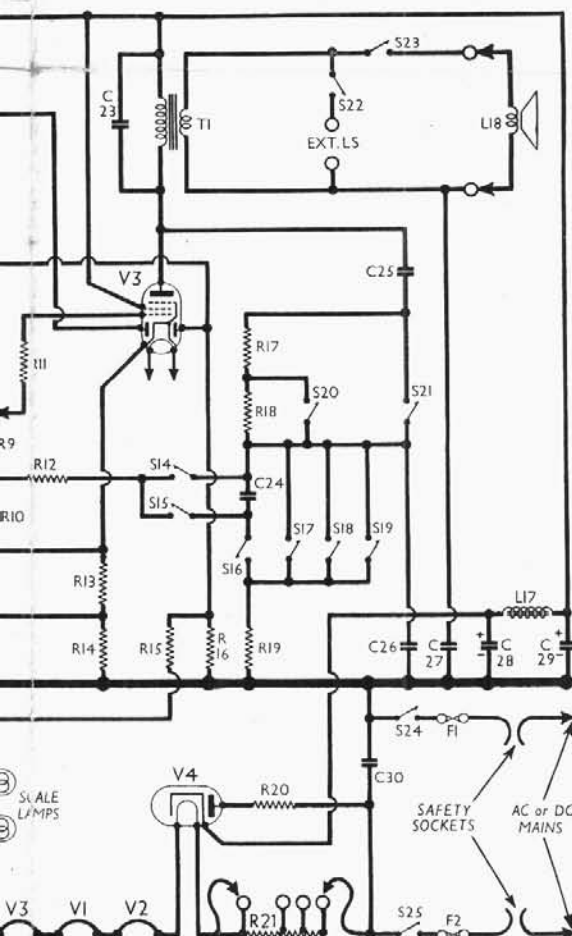 S23
C
23
T1
S22
EXT. LS
L18
C25
V3
R11
R17
S20
S21
R18
R9
R12
S14
C24
S15
R10
S17
S18
S19
S16
R13
L17
R14
R15
R
16
R19
C26
C
27
+
-
C
28
C
29
+
-
S24
F1
C30
V4
R20
SCALE
LAMPS
SAFETY
SOCKETS
AC or DC
MAINS
V3
V1
V2
R21
S25
F2